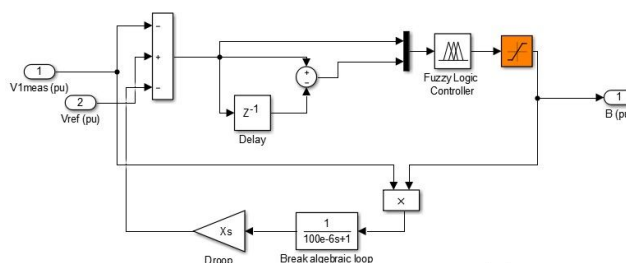 1
V1meas (pu)
2
Vref (pu)
−
+
−
+
−
Z-1
Delay
Fuzzy Logic
Controller
1
B (pu)
×
1
100e-6s+1
Break algebraic loop
Xs
Droop